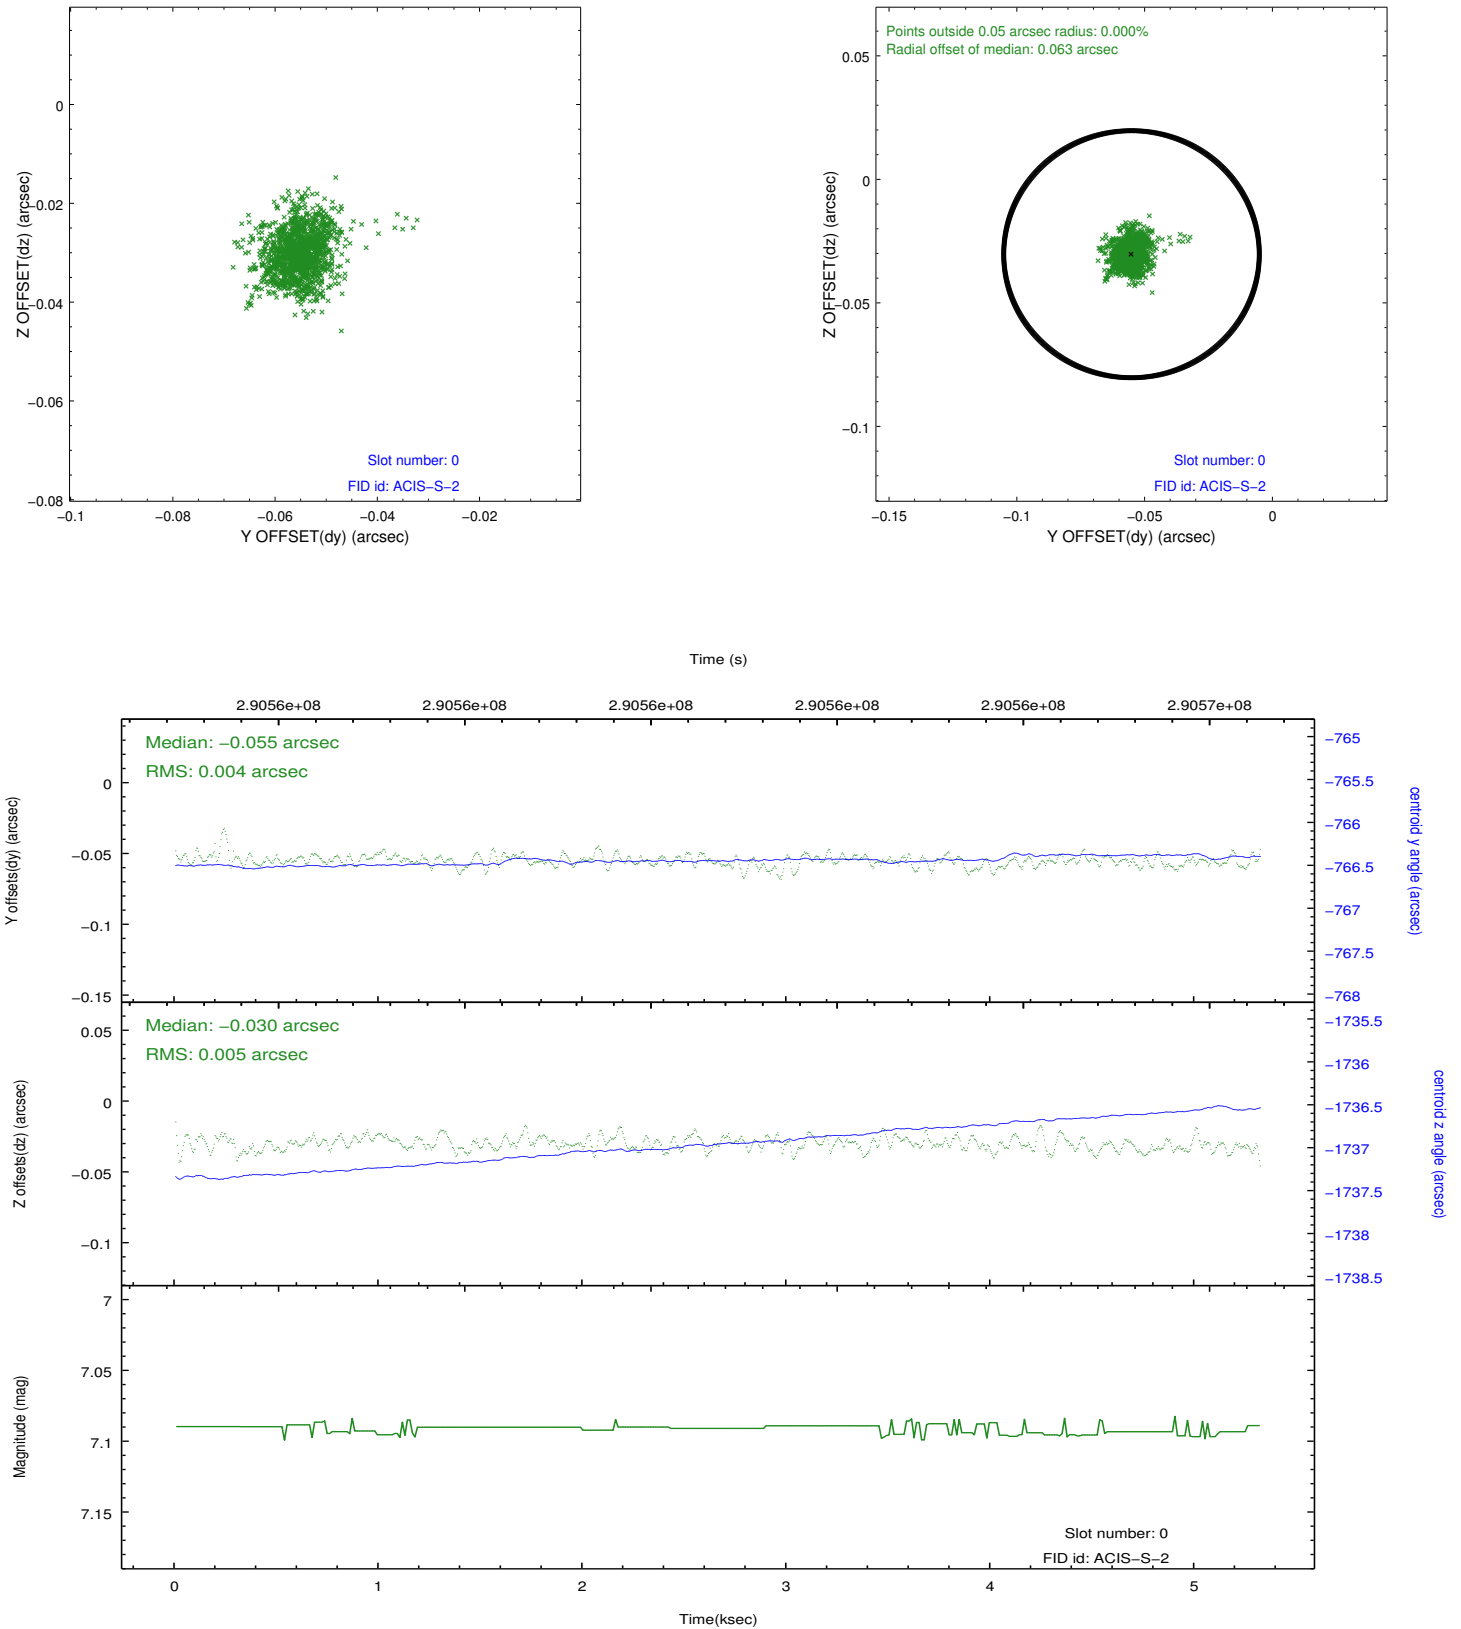 0
−0.02
−0.04
−0.06
−0.08
Z OFFSET(dz) (arcsec)
Slot number: 0
FID id: ACIS−S−2
−0.1
−0.08
−0.06
−0.04
−0.02
Y OFFSET(dy) (arcsec)
Points outside 0.05 arcsec radius: 0.000%
Radial offset of median: 0.063 arcsec
0.05
0
−0.05
−0.1
Z OFFSET(dz) (arcsec)
Slot number: 0
FID id: ACIS−S−2
−0.15
−0.1
−0.05
0
Y OFFSET(dy) (arcsec)
Time (s)
2.9056e+08
2.9056e+08
2.9056e+08
2.9056e+08
2.9056e+08
2.9057e+08
Median: −0.055 arcsec
RMS: 0.004 arcsec
0
−0.05
−0.1
−0.15
Y offsets(dy) (arcsec)
−765
−765.5
−766
−766.5
−767
−767.5
−768
centroid y angle (arcsec)
Median: −0.030 arcsec
RMS: 0.005 arcsec
0.05
0
−0.05
−0.1
Z offsets(dz) (arcsec)
−1735.5
−1736
−1736.5
−1737
−1737.5
−1738
−1738.5
centroid z angle (arcsec)
7
7.05
7.1
7.15
Magnitude (mag)
Slot number: 0
FID id: ACIS−S−2
0
1
2
3
4
5
Time(ksec)